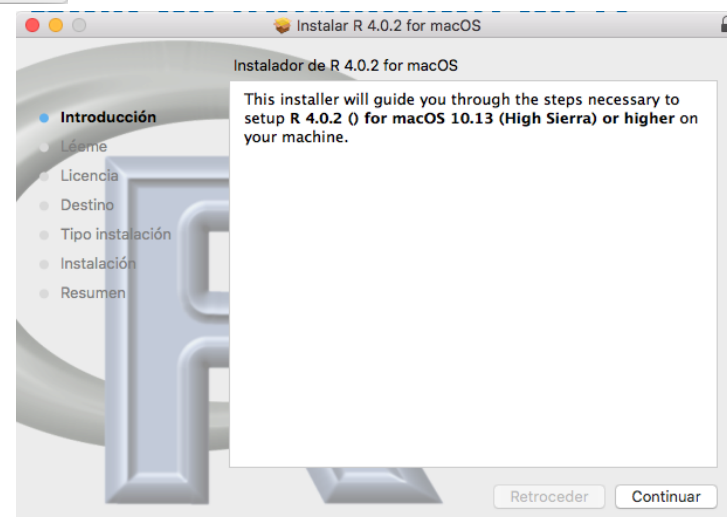 Instalar R 4.0.2 for macOS
Instalador de R 4.0.2 for macOS
Introducción
Léeme
Licencia
Destino
Tipo instalación
Instalación
Resumen
This installer will guide you through the steps necessary to
setup R 4.0.2 () for macOS 10.13 (High Sierra) or higher on
your machine.
Retroceder
Continuar